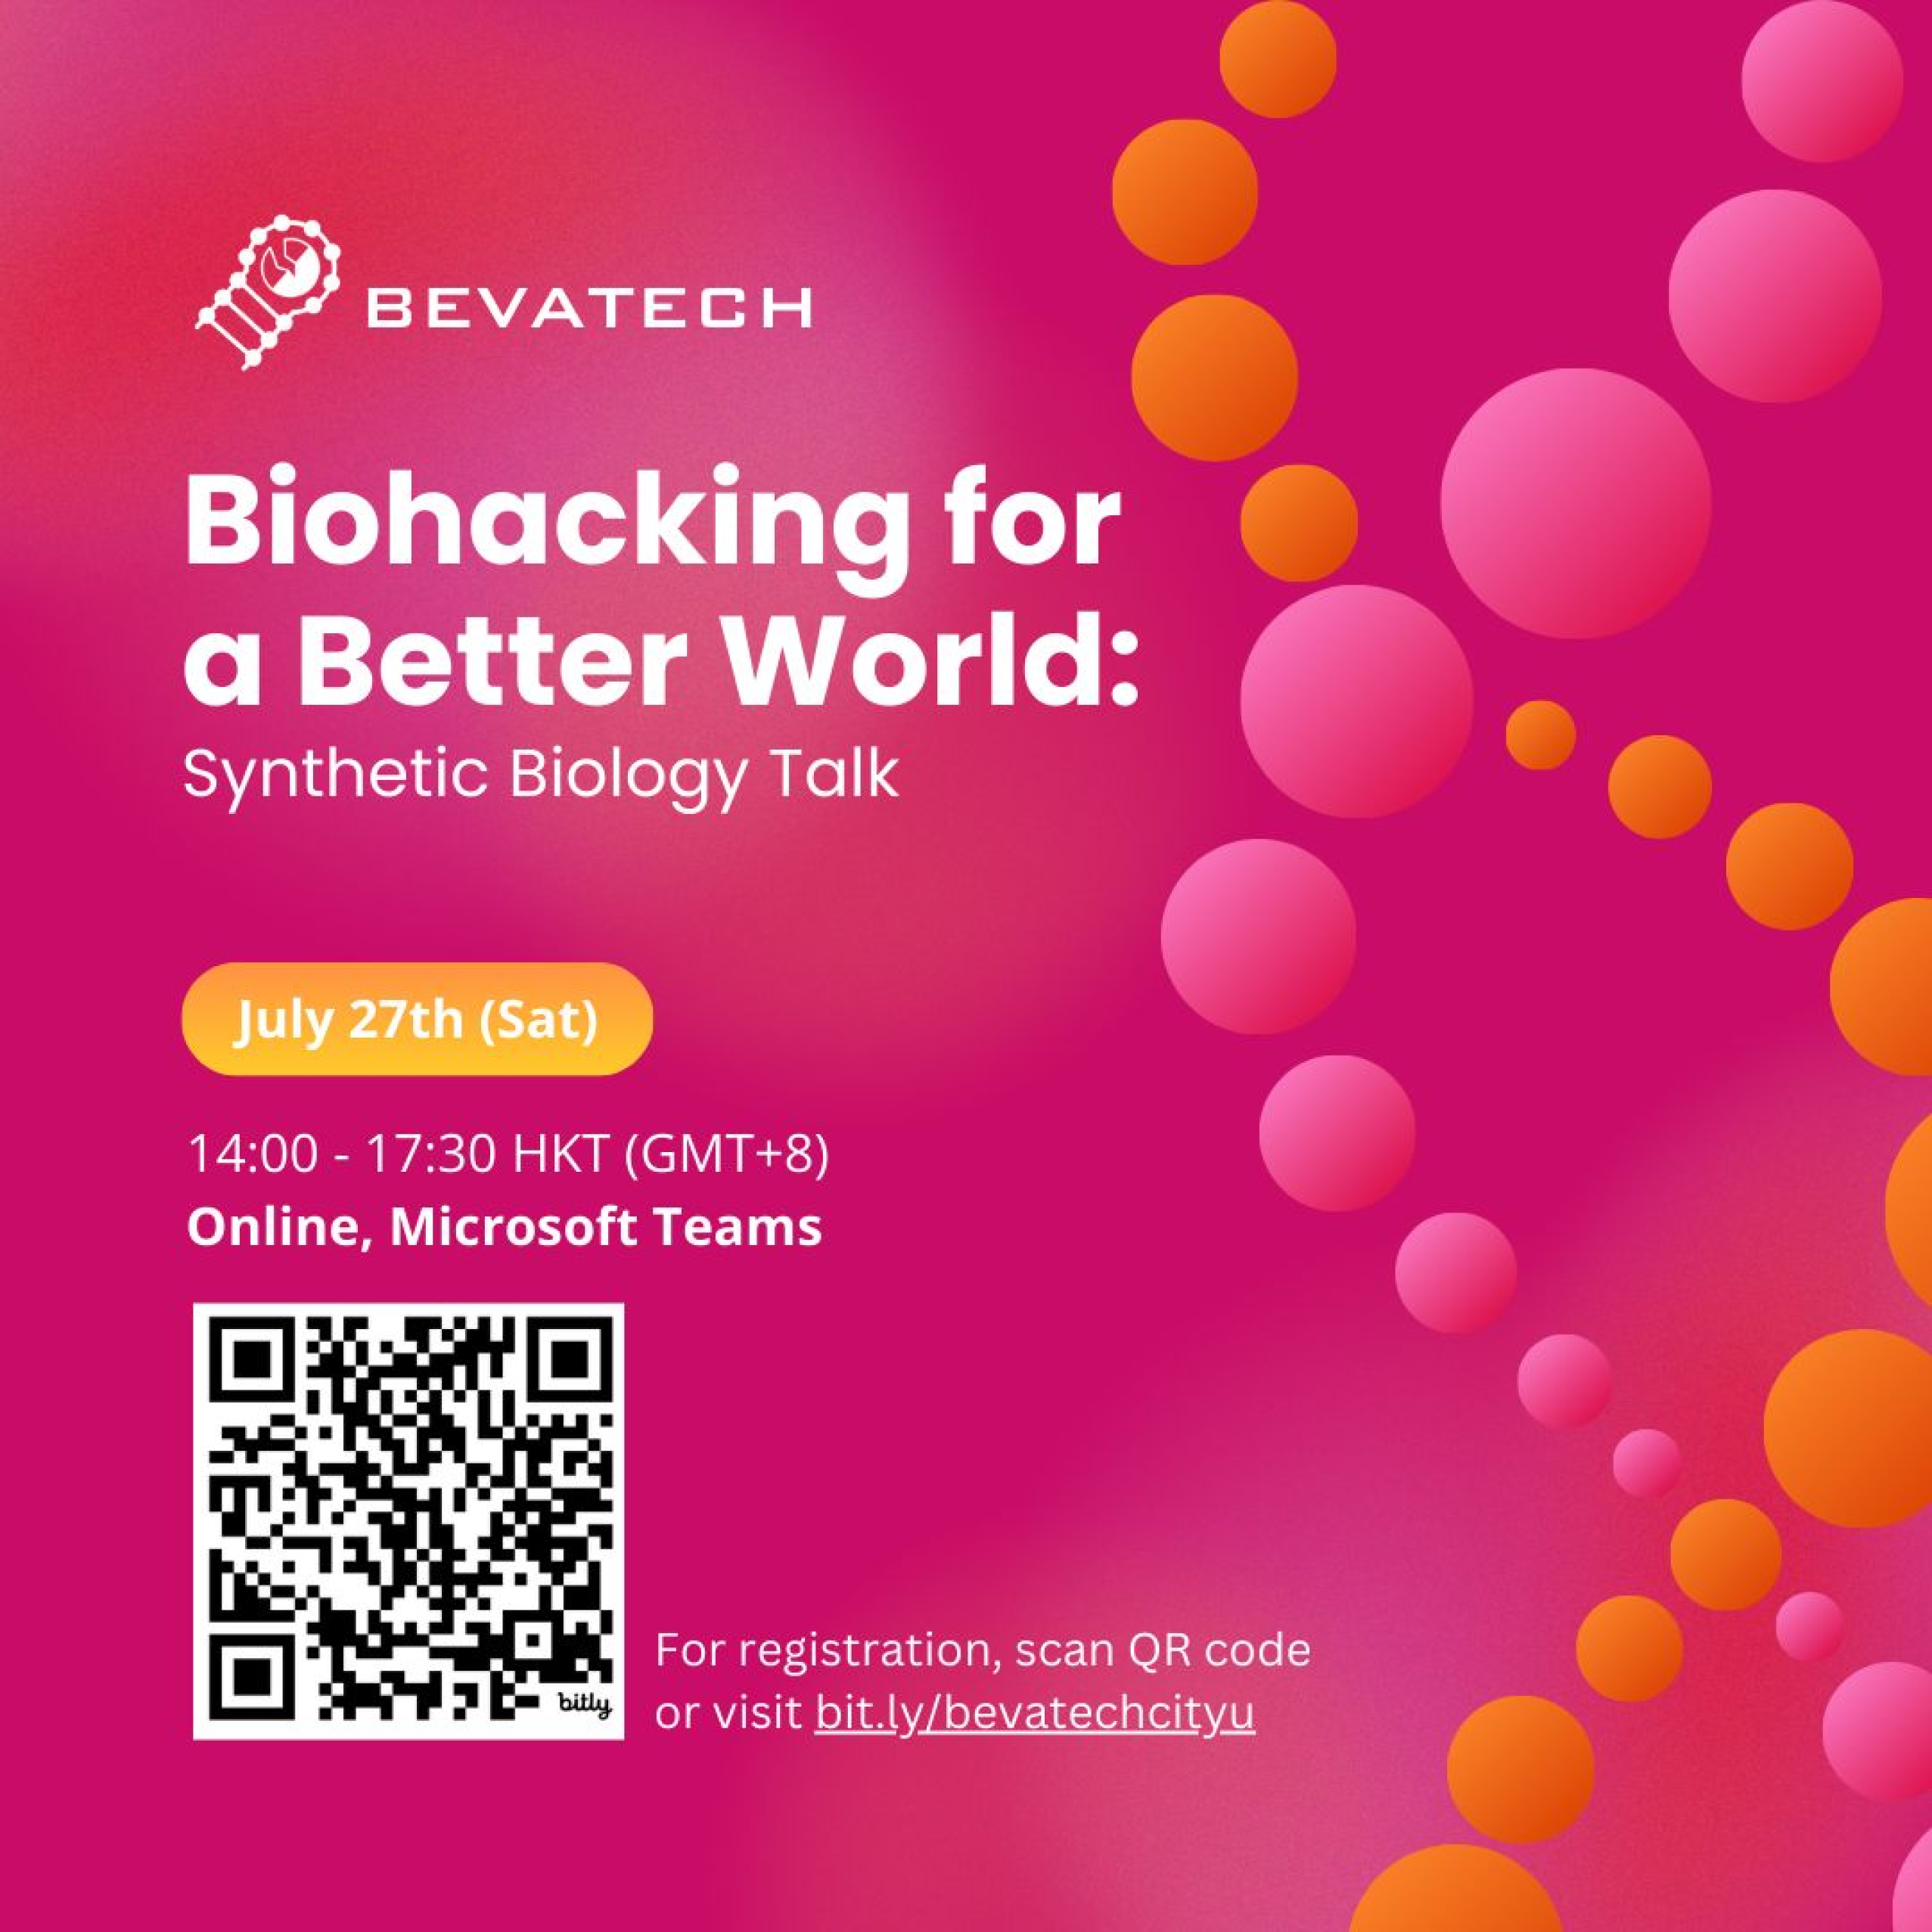 BEVATECH
Biohacking for
a Better World:
Synthetic Biology Talk
July 27th (Sat)
14:00 - 17:30 HKT (GMT+8)
Online, Microsoft Teams
bitly
For registration, scan QR code
or visit bit.ly/bevatechcityu